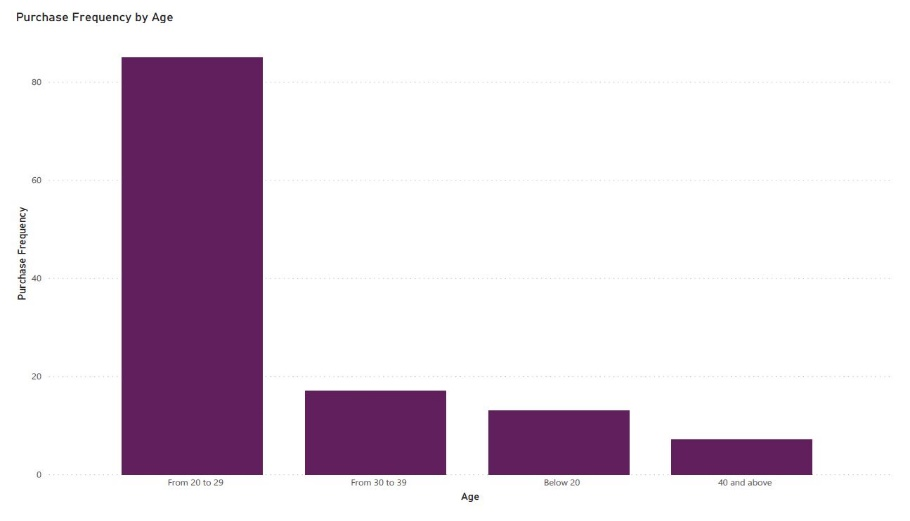 Purchase Frequency by Age
80
60
40
20
0
Purchase Frequency
From 20 to 29
From 30 to 39
Below 20
40 and above
Age